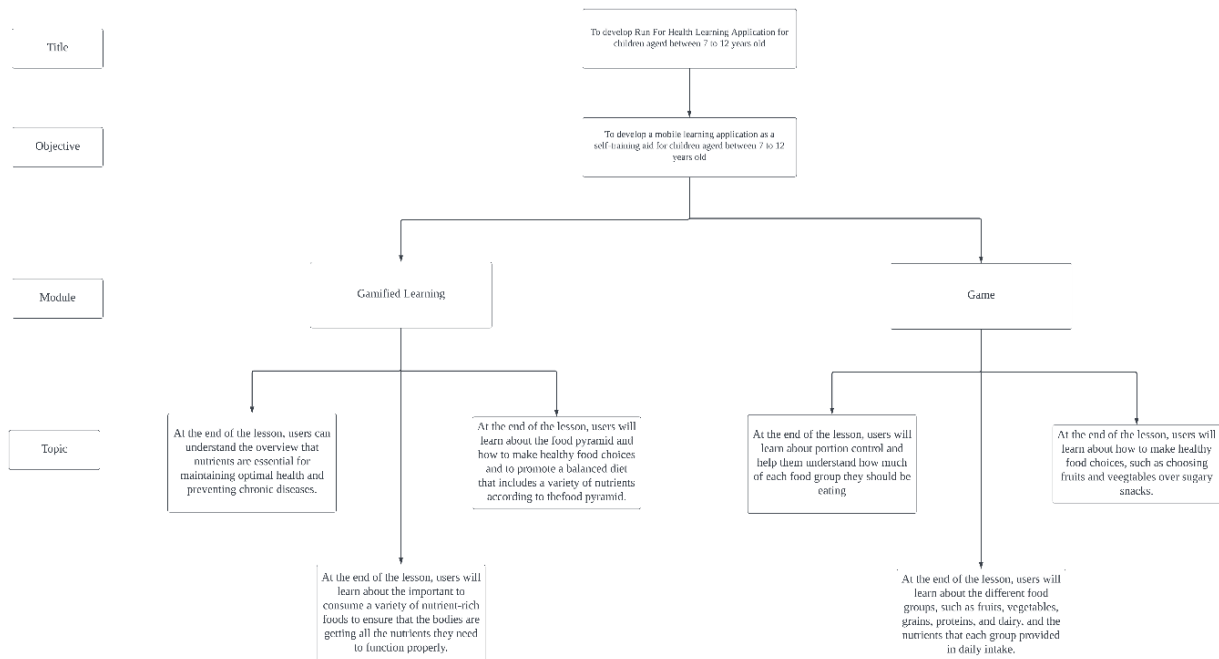 Title
To develop Run For Health Learning Application for
children agerd between 7 to 12 years old
Objective
To develop a mobile learning application as a
self-training aid for children agerd between 7 to 12
years old
Module
Gamified Learning
Game
Topic
At the end of the lesson, users can
understand the overview that
nutrients are essential for
maintaining optimal health and
preventing chronic diseases.
At the end of the lesson, users will
learn about the food pyramid and
how to make healthy food choices
and to promote a balanced diet
that includes a variety of nutrients
according to thefood pyramid.
At the end of the lesson, users will
learn about portion control and
help them understand how much
of each food group they should be
eating
At the end of the lesson, users will
learn about how to make healthy
food choices, such as choosing
fruits and veegtables over sugary
snacks.
At the end of the lesson, users will
learn about the important to
consume a variety of nutrient-rich
foods to ensure that the bodies are
getting all the nutrients they need
to function properly.
At the end of the lesson, users will
learn about the different food
groups, such as fruits, vegetables,
grains, proteins, and dairy, and the
nutrients that each group provided
in daily intake.